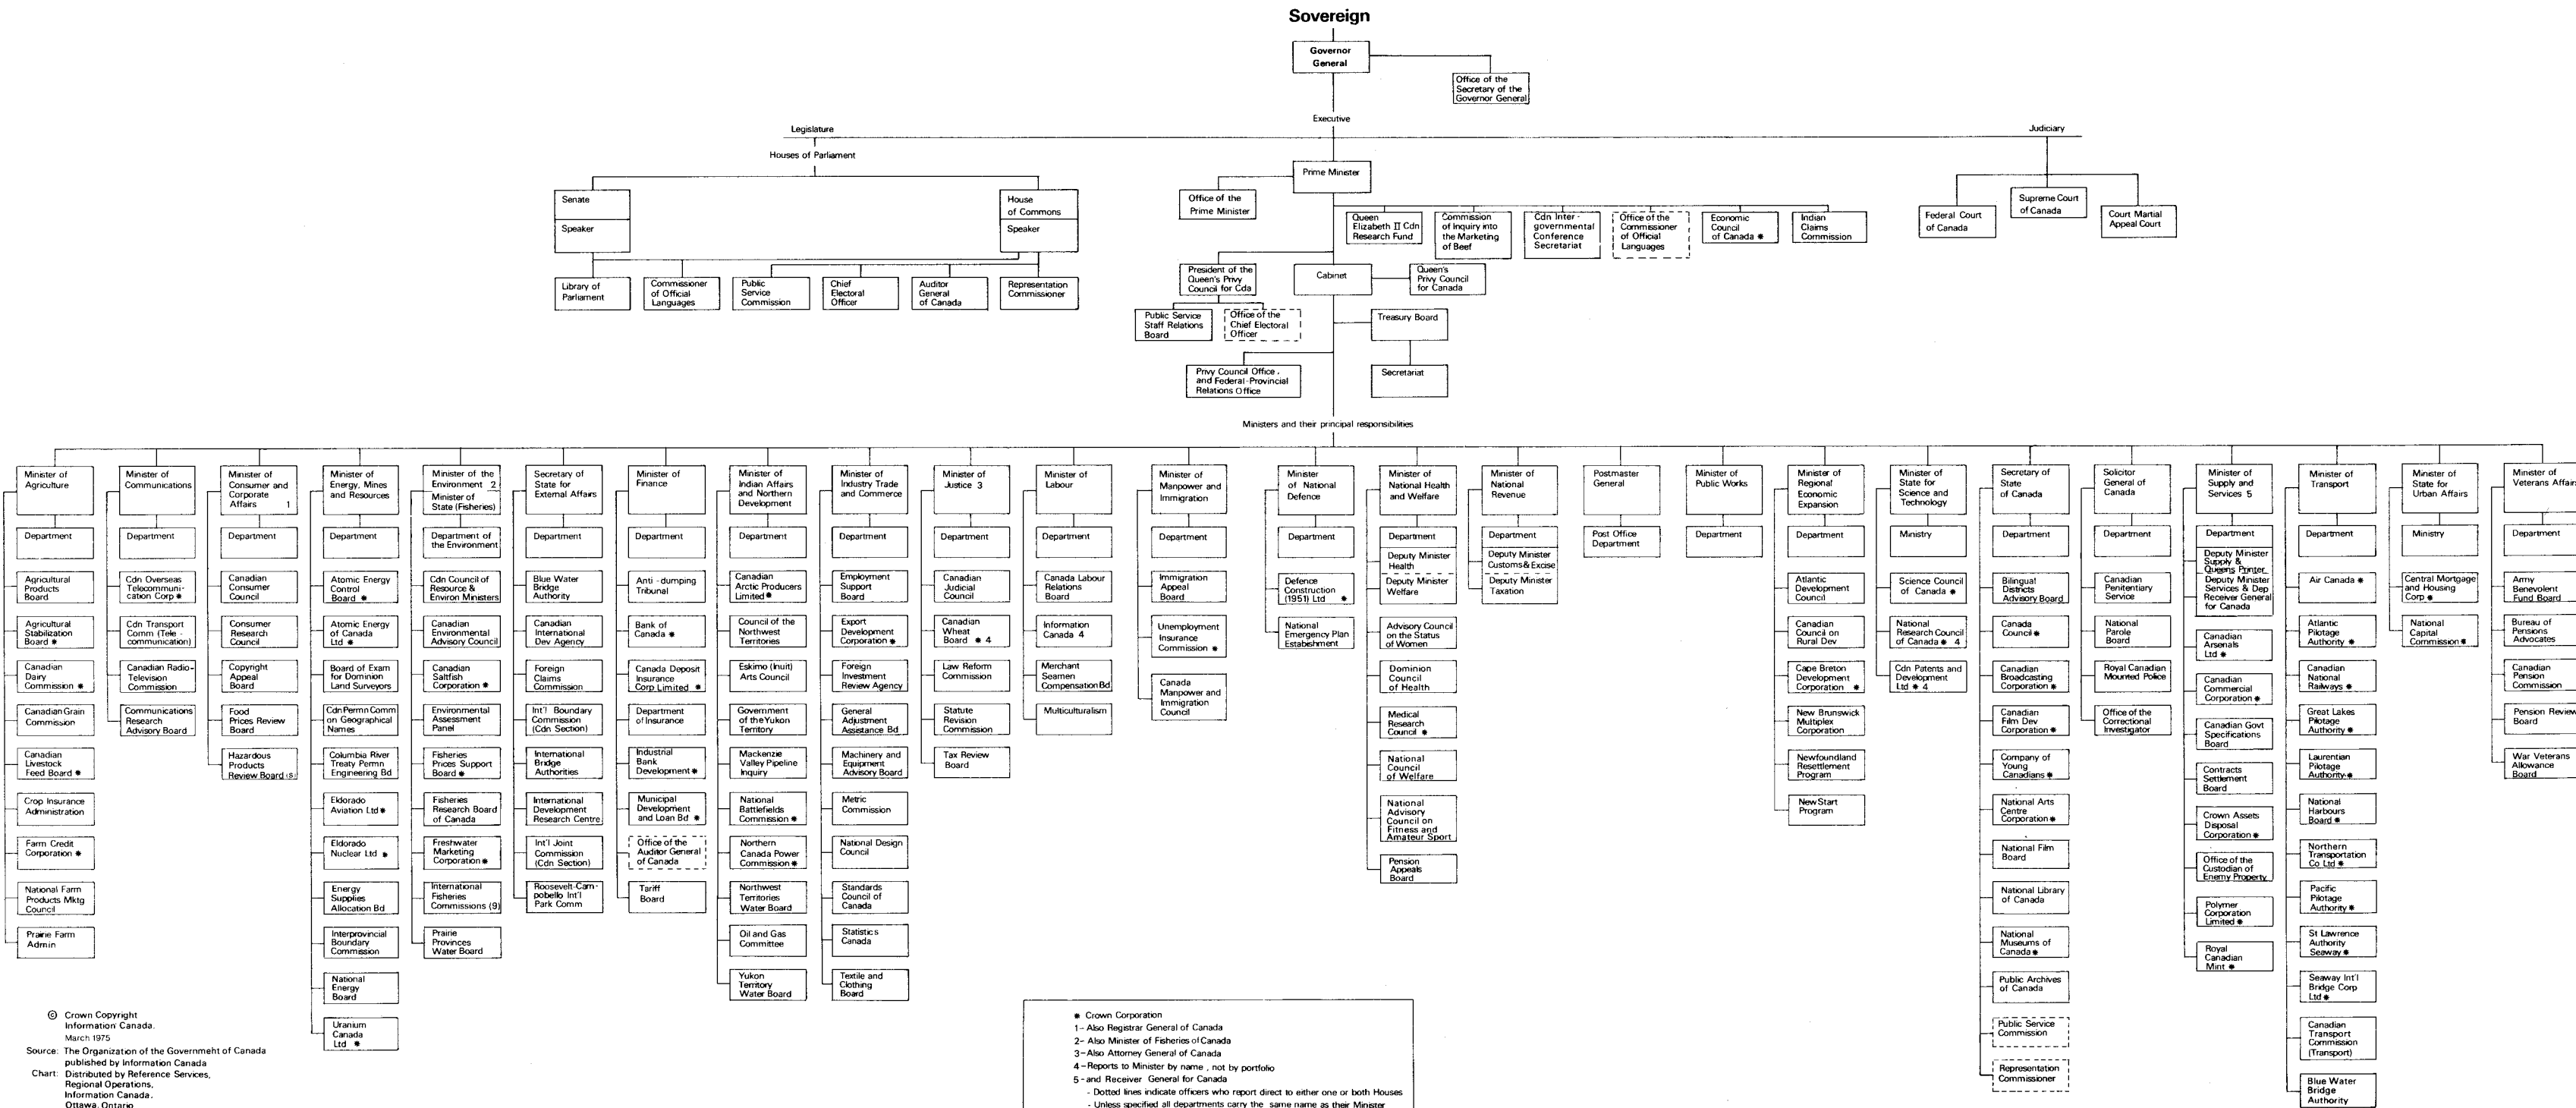 Sovereign
Governor
General
Office of the
Secretary of the
Governor General
Executive
Legislature
Judiciary
Houses of Parliament
Prime Minister
Senate
Speaker
House
of Commons
Speaker
Office of the
Prime Minister
Queen
Elizabeth II Cdn
Research Fund
Commission
of Inquiry into
the Marketing
of Beef
Cdn Inter -
governmental
Conference
Secretariat
Office of the
Commissioner
of Official
Languages
Economic
Council
of Canada *
Indian
Claims
Commission
Federal Court
of Canada
Supreme Court
of Canada
Court Martial
Appeal Court
Library of
Parliament
Commissioner
of Official
Languages
Public
Service
Commission
Chief
Electoral
Officer
Auditor
General
of Canada
Representation
Commissioner
President of the
Queen's Privy
Council for Cda
Cabinet
Queen's
Privy Council
for Canada
Public Service
Staff Relations
Board
Office of the
Chief Electoral
Officer
Treasury Board
Privy Council Office,
and Federal-Provincial
Relations Office
Secretariat
Ministers and their principal responsibilities
Minister of
Agriculture
Department
Agricultural
Products
Board
Agricultural
Stabilization
Board *
Canadian
Dairy
Commission *
Canadian Grain
Commission
Canadian
Livestock
Feed Board *
Crop Insurance
Administration
Farm Credit
Corporation *
National Farm
Products Mktg
Council
Prairie Farm
Admin
Minister of
Communications
Department
Cdn Overseas
Telecommuni-
cation Corp *
Cdn Transport
Comm (Tele -
communication)
Canadian Radio-
Television
Commission
Communications
Research
Advisory Board
Minister of
Consumer and
Corporate
Affairs 1
Department
Canadian
Consumer
Council
Consumer
Research
Council
Copyright
Appeal
Board
Food
Prices Review
Board
Hazardous
Products
Review Board (s)
Minister of
Energy, Mines
and Resources
Department
Atomic Energy
Control
Board *
Atomic Energy
of Canada
Ltd *
Board of Exam
for Dominion
Land Surveyors
Cdn Permn Comm
on Geographical
Names
Columbia River
Treaty Permn
Engineering Bd
Eldorado
Aviation Ltd *
Eldorado
Nuclear Ltd *
Energy
Supplies
Allocation Bd
Interprovincial
Boundary
Commission
National
Energy
Board
Uranium
Canada
Ltd *
Minister of the
Environment 2
Minister of
State (Fisheries)
Department of
the Environment
Cdn Council of
Resource &
Environ Ministers
Canadian
Environmental
Advisory Council
Canadian
Saltfish
Corporation *
Environmental
Assessment
Panel
Fisheries
Prices Support
Board *
Fisheries
Research Board
of Canada
Freshwater
Marketing
Corporation *
International
Fisheries
Commissions (9)
Prairie
Provinces
Water Board
Secretary of
State for
External Affairs
Department
Blue Water
Bridge
Authority
Canadian
International
Dev Agency
Foreign
Claims
Commission
Int'l Boundary
Commission
(Cdn Section)
International
Bridge
Authorities
International
Development
Research Centre
Int'l Joint
Commission
(Cdn Section)
Roosevelt-Cam-
pobello Int'l
Park Comm
Minister of
Finance
Department
Anti - dumping
Tribunal
Bank of
Canada *
Canada Deposit
Insurance
Corp Limited *
Department
of Insurance
Industrial
Bank
Development *
Municipal
Development
and Loan Bd *
Office of the
Auditor General
of Canada
Tariff
Board
Minister of
Indian Affairs
and Northern
Development
Department
Canadian
Arctic Producers
Limited *
Council of the
Northwest
Territories
Eskimo (Inuit)
Arts Council
Government
of the Yukon
Territory
Mackenzie
Valley Pipeline
Inquiry
National
Battlefields
Commission *
Northern
Canada Power
Commission *
Northwest
Territories
Water Board
Oil and Gas
Committee
Yukon
Territory
Water Board
Minister of
Industry Trade
and Commerce
Department
Employment
Support
Board
Export
Development
Corporation *
Foreign
Investment
Review Agency
General
Adjustment
Assistance Bd
Machinery and
Equipment
Advisory Board
Metric
Commission
National Design
Council
Standards
Council of
Canada
Statistics
Canada
Textile and
Clothing
Board
Minister of
Justice 3
Department
Canadian
Judicial
Council
Canadian
Wheat
Board * 4
Law Reform
Commission
Statute
Revision
Commission
Tax Review
Board
Minister of
Labour
Department
Canada Labour
Relations
Board
Information
Canada 4
Merchant
Seamen
Compensation Bd
Multiculturalism
Minister of
Manpower and
Immigration
Department
Immigration
Appeal
Board
Unemployment
Insurance
Commission *
Canada
Manpower and
Immigration
Council
Minister
of National
Defence
Department
Defence
Construction
(1951) Ltd *
National
Emergency Plan
Estabishment
Minister of
National Health
and Welfare
Department
Deputy Minister
Health
Deputy Minister
Welfare
Advisory Council
on the Status
of Women
Dominion
Council
of Health
Medical
Research
Council *
National
Council
of Welfare
National
Advisory
Council on
Fitness and
Amateur Sport
Pension
Appeals
Board
Minister of
National
Revenue
Department
Deputy Minister
Customs & Excise
Deputy Minister
Taxation
Postmaster
General
Post Office
Department
Minister of
Public Works
Department
Minister of
Regional
Economic
Expansion
Department
Atlantic
Development
Council
Canadian
Council on
Rural Dev
Cape Breton
Development
Corporation *
New Brunswick
Multiplex
Corporation
Newfoundland
Resettlement
Program
NewStart
Program
Minister of
State for
Science and
Technology
Ministry
Science Council
of Canada *
National
Research Council
of Canada * 4
Cdn Patents and
Development
Ltd * 4
Secretary of
State
of Canada
Department
Bilingual
Districts
Advisory Board
Canada
Council *
Canadian
Broadcasting
Corporation *
Canadian
Film Dev
Corporation *
Company of
Young
Canadians *
National Arts
Centre
Corporation *
National Film
Board
National Library
of Canada
National
Museums of
Canada *
Public Archives
of Canada
Public Service
Commission
Representation
Commissioner
Solicitor
General of
Canada
Department
Canadian
Penitentiary
Service
National
Parole
Board
Royal Canadian
Mounted Police
Office of the
Correctional
Investigator
Minister of
Supply and
Services 5
Department
Deputy Minister
Supply &
Queens Printer
Deputy Minister
Services & Dep
Receiver General
for Canada
Canadian
Arsenals
Ltd *
Canadian
Commercial
Corporation *
Canadian Govt
Specifications
Board
Contracts
Settlement
Board
Crown Assets
Disposal
Corporation *
Office of the
Custodian of
Enemy Property
Polymer
Corporation
Limited *
Royal
Canadian
Mint *
Minister of
Transport
Department
Air Canada *
Atlantic
Pilotage
Authority *
Canadian
National
Railways *
Great Lakes
Pilotage
Authority *
Laurentian
Pilotage
Authority *
National
Harbours
Board *
Northern
Transportation
Co Ltd *
Pacific
Pilotage
Authority *
St Lawrence
Authority
Seaway *
Seaway Int'l
Bridge Corp
Ltd *
Canadian
Transport
Commission
(Transport)
Blue Water
Bridge
Authority
Minister of
State for
Urban Affairs
Ministry
Central Mortgage
and Housing
Corp *
National
Capital
Commission *
Minister of
Veterans Affairs
Department
Army
Benevolent
Fund Board
Bureau of
Pensions
Advocates
Canadian
Pension
Commission
Pension Review
Board
War Veterans
Allowance
Board
© Crown Copyright
Information Canada.
March 1975
Source: The Organization of the Government of Canada
published by Information Canada
Chart: Distributed by Reference Services,
Regional Operations,
Information Canada.
Ottawa, Ontario
* Crown Corporation
1- Also Registrar General of Canada
2- Also Minister of Fisheries of Canada
3-Also Attorney General of Canada
4-Reports to Minister by name , not by portfolio
5-and Receiver General for Canada
- Dotted lines indicate officers who report direct to either one or both Houses
- Unless specified all departments carry the same name as their Minister